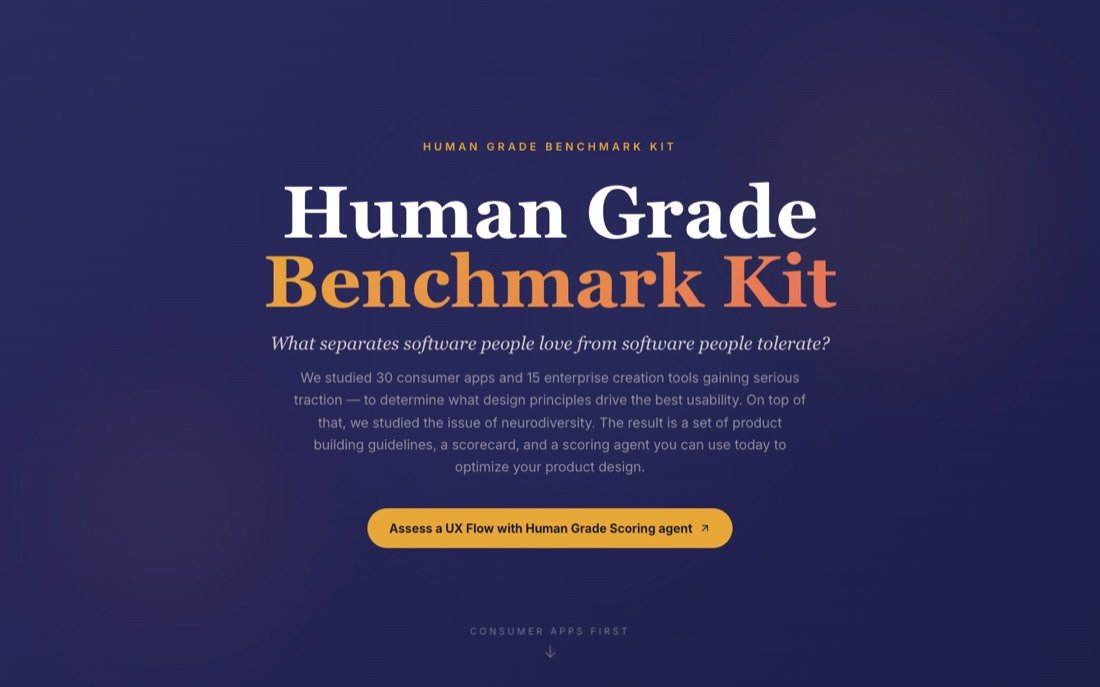 HUMAN GRADE BENCHMARK KIT
Human Grade
Benchmark Kit
What separates software people love from software people tolerate?
We studied 30 consumer apps and 15 enterprise creation tools gaining serious
traction — to determine what design principles drive the best usability. On top of
that, we studied the issue of neurodiversity. The result is a set of product
building guidelines, a scorecard, and a scoring agent you can use today to
optimize your product design.
Assess a UX Flow with Human Grade Scoring agent ↗
CONSUMER APPS FIRST
↓